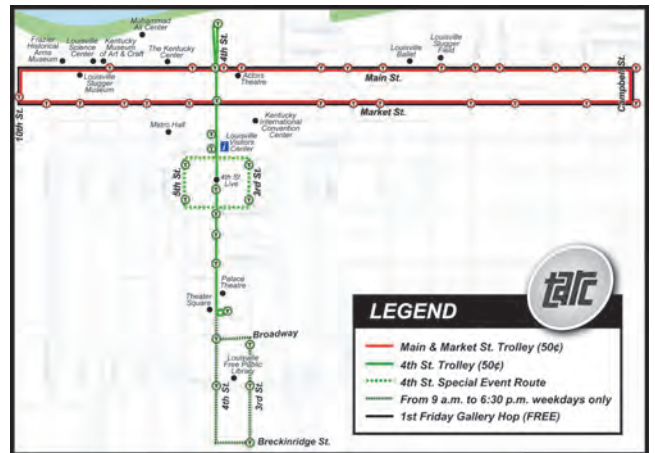 Muhammad
Ali Center
Frazier
Historical
Arms
Museum
Louisville
Science
Center
Kentucky
Museum
of Art & Craft
The Kentucky
Center
4th St.
Louisville
Ballet
Louisville
Slugger
Field
Louisville
Slugger
Museum
4th St.
Actors
Theatre
Main St.
Campbell St.
10th St.
Market St.
Metro Hall
Kentucky
International
Convention
Center
Louisville
Visitors
Center
i
5th St.
4th St.
Live
3rd St.
Palace
Theatre
Theater
Square
Broadway
Louisville
Free Public
Library
4th St.
3rd St.
Breckinridge St.
tarc
LEGEND
Main & Market St. Trolley (50¢)
4th St. Trolley (50¢)
4th St. Special Event Route
From 9 a.m. to 6:30 p.m. weekdays only
1st Friday Gallery Hop (FREE)